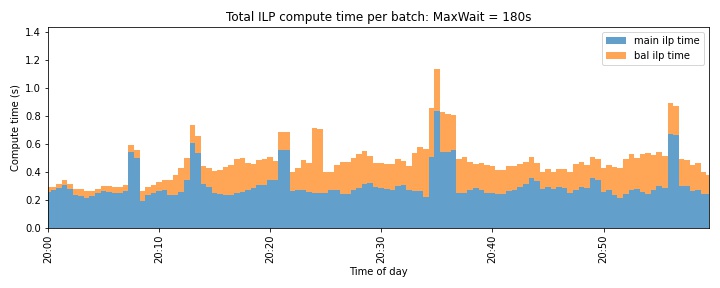 Total ILP compute time per batch: MaxWait = 180s
Compute time (s)
1.4
1.2
1.0
0.8
0.6
0.4
0.2
0.0
main ilp time
bal ilp time
20:00
20:10
20:20
20:30
20:40
20:50
Time of day